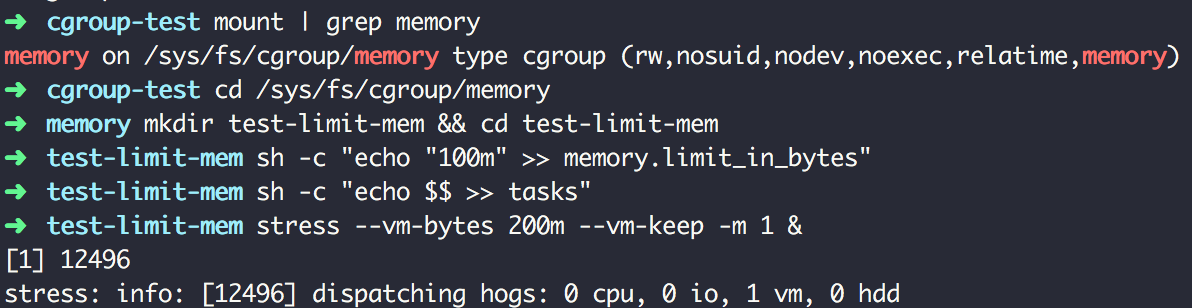 ➜ cgroup-test mount | grep memory
memory on /sys/fs/cgroup/memory type cgroup (rw,nosuid,nodev,noexec,relatime,memory)
➜ cgroup-test cd /sys/fs/cgroup/memory
➜ memory mkdir test-limit-mem && cd test-limit-mem
➜ test-limit-mem sh -c "echo "100m" >> memory.limit_in_bytes"
➜ test-limit-mem sh -c "echo $$ >> tasks"
➜ test-limit-mem stress --vm-bytes 200m --vm-keep -m 1 &
[1] 12496
stress: info: [12496] dispatching hogs: 0 cpu, 0 io, 1 vm, 0 hdd